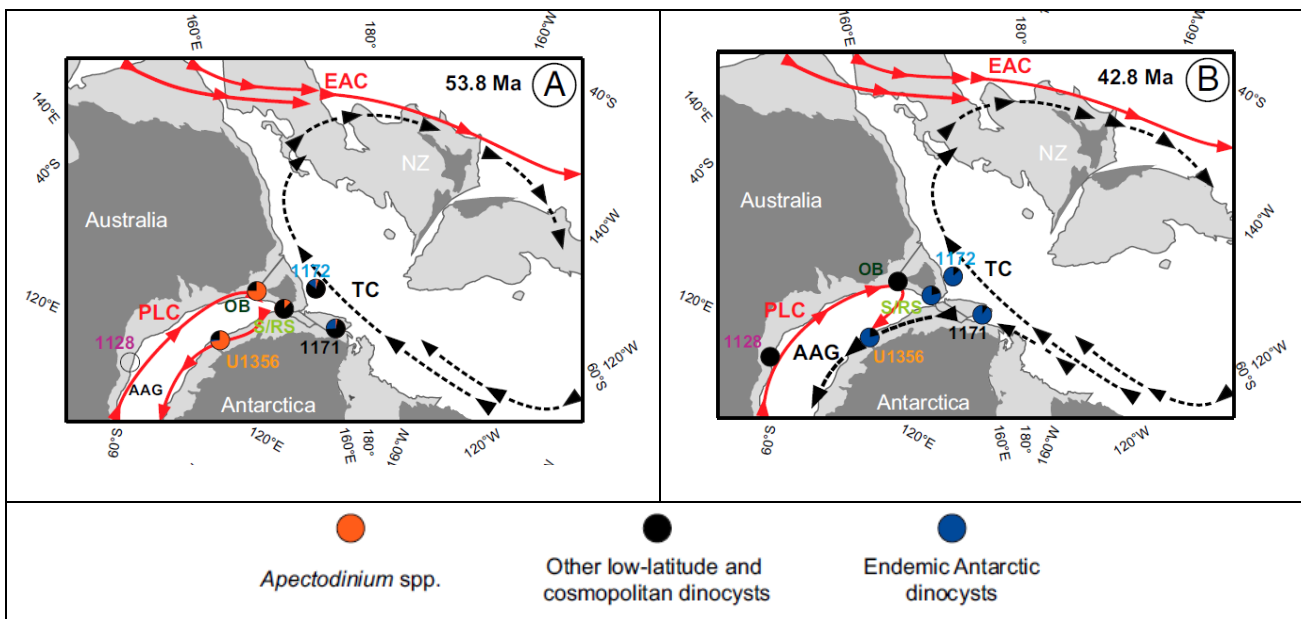 160°E
180°
160°W
EAC
53.8 Ma
A
140°E
40°S
NZ
40°S
Australia
140°W
1172
TC
120°E
PLC
OB
S/RS
1128
1171
U1356
AAG
120°W
60°S
Antarctica
60°S
120°E
160°E
180°
160°W
120°W
160°E
180°
160°W
EAC
42.8 Ma
B
140°E
40°S
NZ
40°S
Australia
140°W
1172
OB
TC
120°E
PLC
S/RS
1128
1171
AAG
U1356
120°W
60°S
Antarctica
60°S
120°E
160°E
180°
160°W
120°W
Apectodinium spp.
Other low-latitude and
cosmopolitan dinocysts
Endemic Antarctic
dinocysts